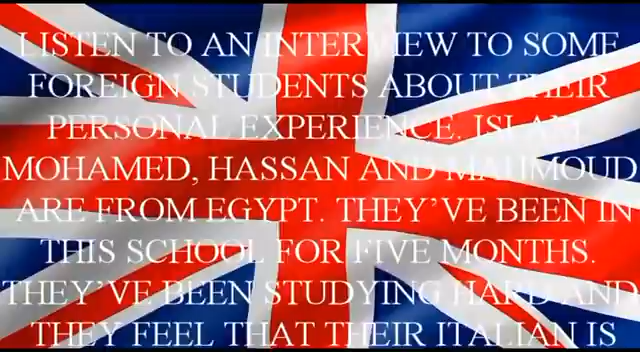 LISTEN TO AN INTERVIEW TO SOME
FOREIGN STUDENTS ABOUT THEIR
PERSONAL EXPERIENCE. ISLAM,
MOHAMED, HASSAN AND MAHMOUD
ARE FROM EGYPT. THEY'VE BEEN IN
THIS SCHOOL FOR FIVE MONTHS.
THEY'VE BEEN STUDYING HARD AND
THEY FEEL THAT THEIR ITALIAN IS